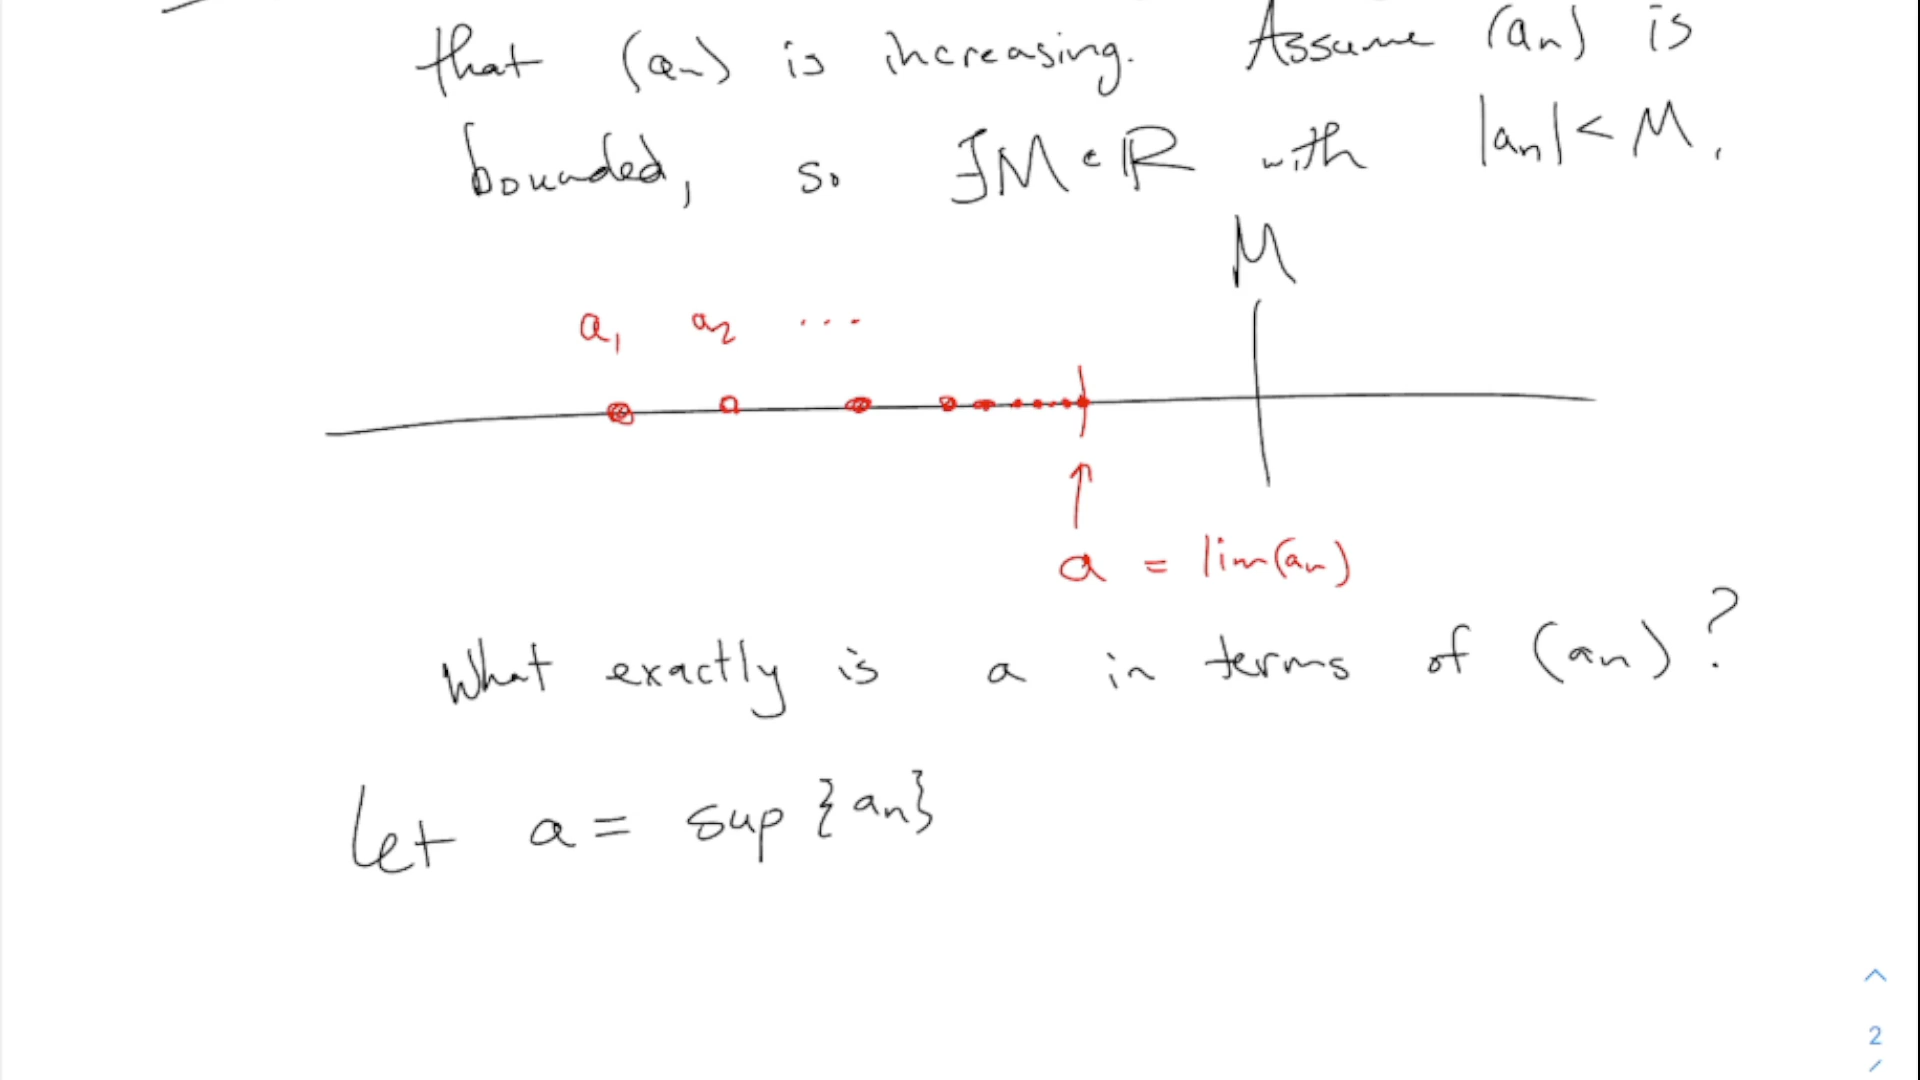 that (an) is increasing. Assume (an) is
bounded, so ∃M∈ℝ with |an|<M.
M
a1 a2 ...
a = lim(an)
What exactly is a in terms of (an)?
Let a = sup {an}
2